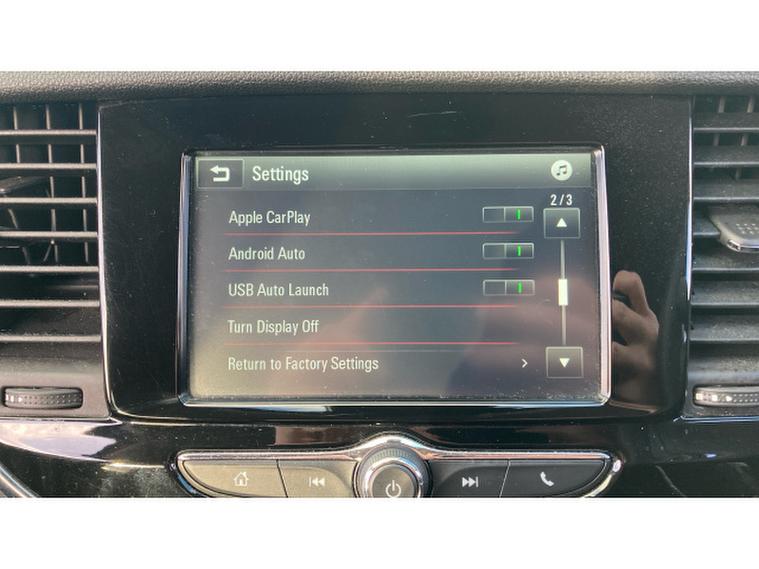 Settings
2/3
Apple CarPlay
Android Auto
USB Auto Launch
Turn Display Off
Return to Factory Settings